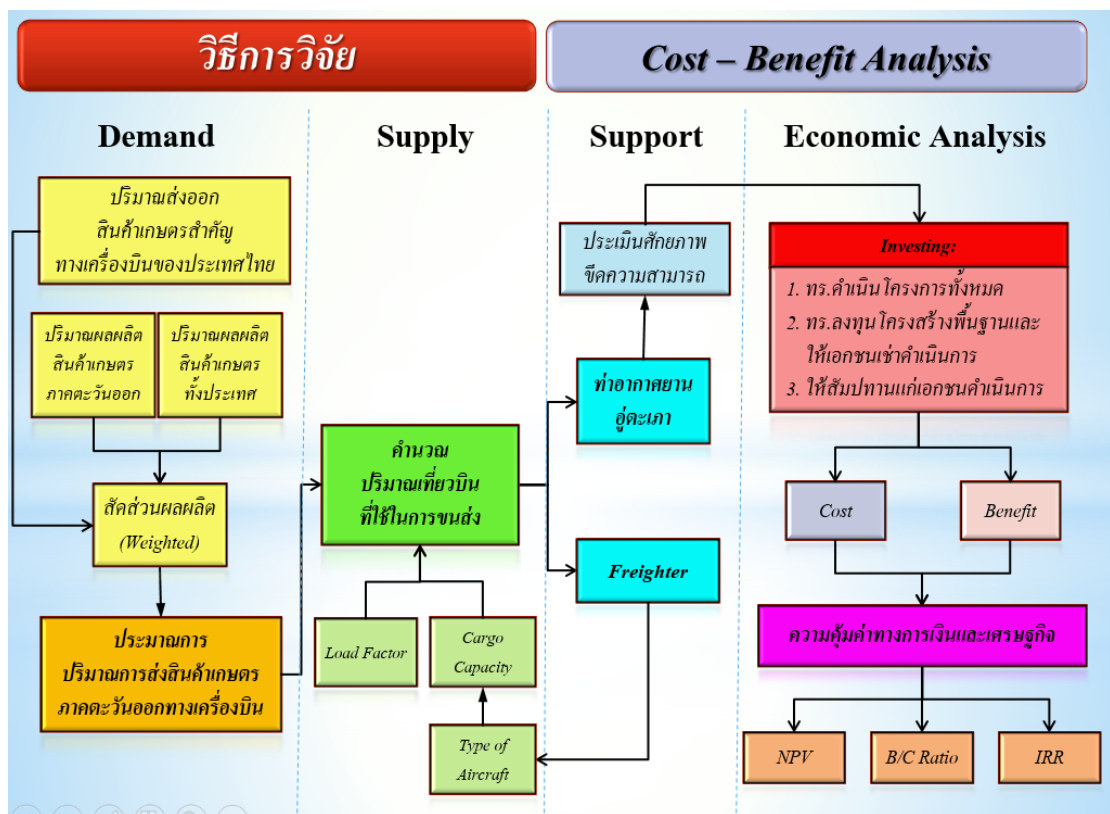 วิธีการวิจัย
Cost – Benefit Analysis
Demand
Supply
Support
Economic Analysis
ปริมาณส่งออก
สินค้าเกษตรสำคัญ
ทางเครื่องบินของประเทศไทย
ปริมาณผลผลิต
สินค้าเกษตร
ภาคตะวันออก
ปริมาณผลผลิต
สินค้าเกษตร
ทั้งประเทศ
สัดส่วนผลผลิต
(Weighted)
ประมาณการ
ปริมาณการส่งสินค้าเกษตร
ภาคตะวันออกทางเครื่องบิน
คำนวณ
ปริมาณเที่ยวบิน
ที่ใช้ในการขนส่ง
Load Factor
Cargo
Capacity
Type of
Aircraft
ประเมินศักยภาพ
ขีดความสามารถ
ท่าอากาศยาน
อู่ตะเภา
Freighter
Investing:
1. ทร.ดำเนินโครงการทั้งหมด
2. ทร.ลงทุนโครงสร้างพื้นฐานและ
ให้เอกชนเช่าดำเนินการ
3. ให้สัมปทานแก่เอกชนดำเนินการ
Cost
Benefit
ความคุ้มค่าทางการเงินและเศรษฐกิจ
NPV
B/C Ratio
IRR